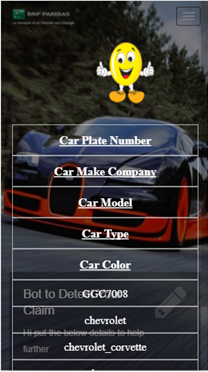 BNP PARIBAS
Car Plate Number
Car Make Company
Car Model
Car Type
Car Color
GGC7008
Bot to Dete
Claim
chevrolet
Hi put the below details to help
chevrolet_corvette
further